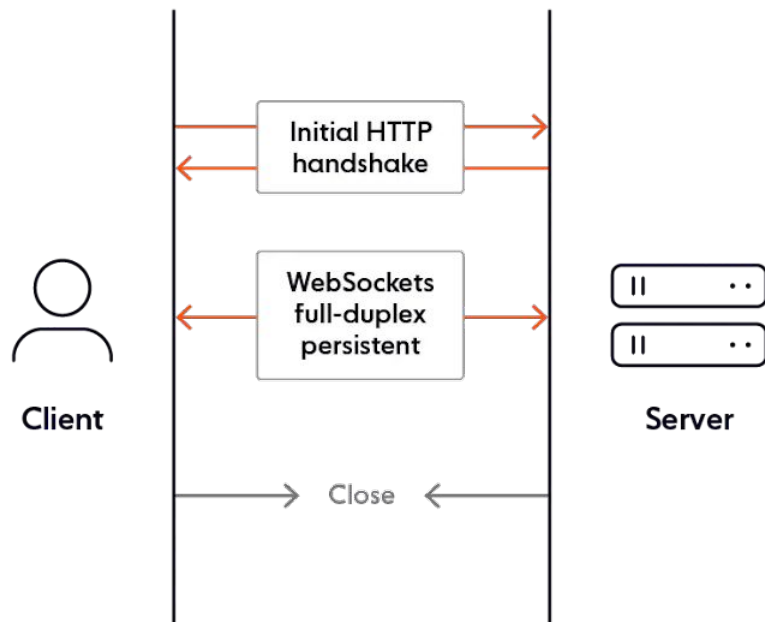 Initial HTTP
handshake
WebSockets
full-duplex
persistent
Client
Server
Close